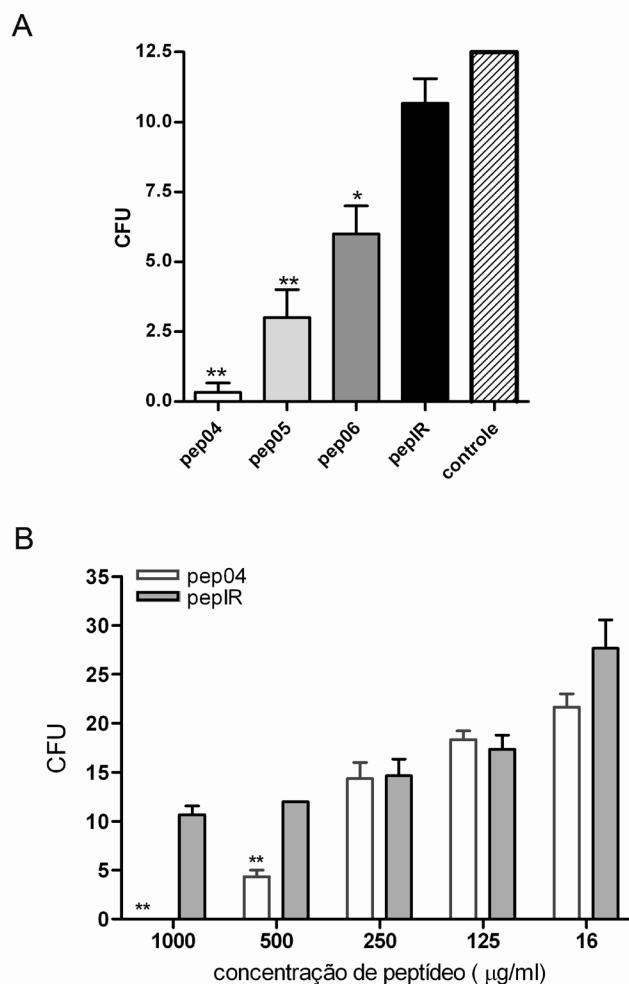 A
12.5
10.0
7.5
5.0
2.5
0.0
CFU
**
**
*
pep04
pep05
pep06
pepIR
controle
B
35
30
25
20
15
10
5
0
CFU
pep04
pepIR
**
**
1000 500 250 125 16
concentração de peptídeo ( µg/ml)